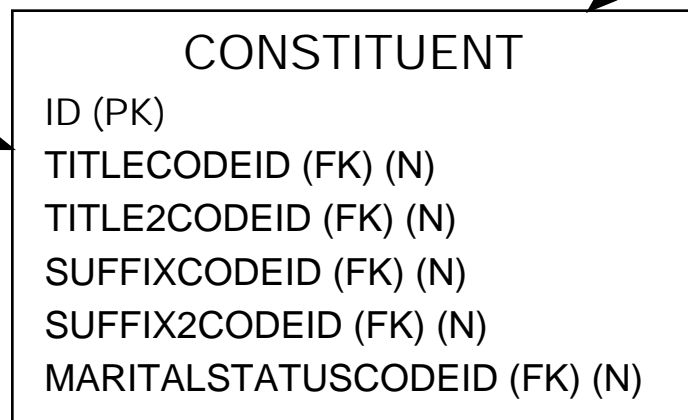 CONSTITUENT
ID (PK)
TITLECODEID (FK) (N)
TITLE2CODEID (FK) (N)
SUFFIXCODEID (FK) (N)
SUFFIX2CODEID (FK) (N)
MARITALSTATUSCODEID (FK) (N)